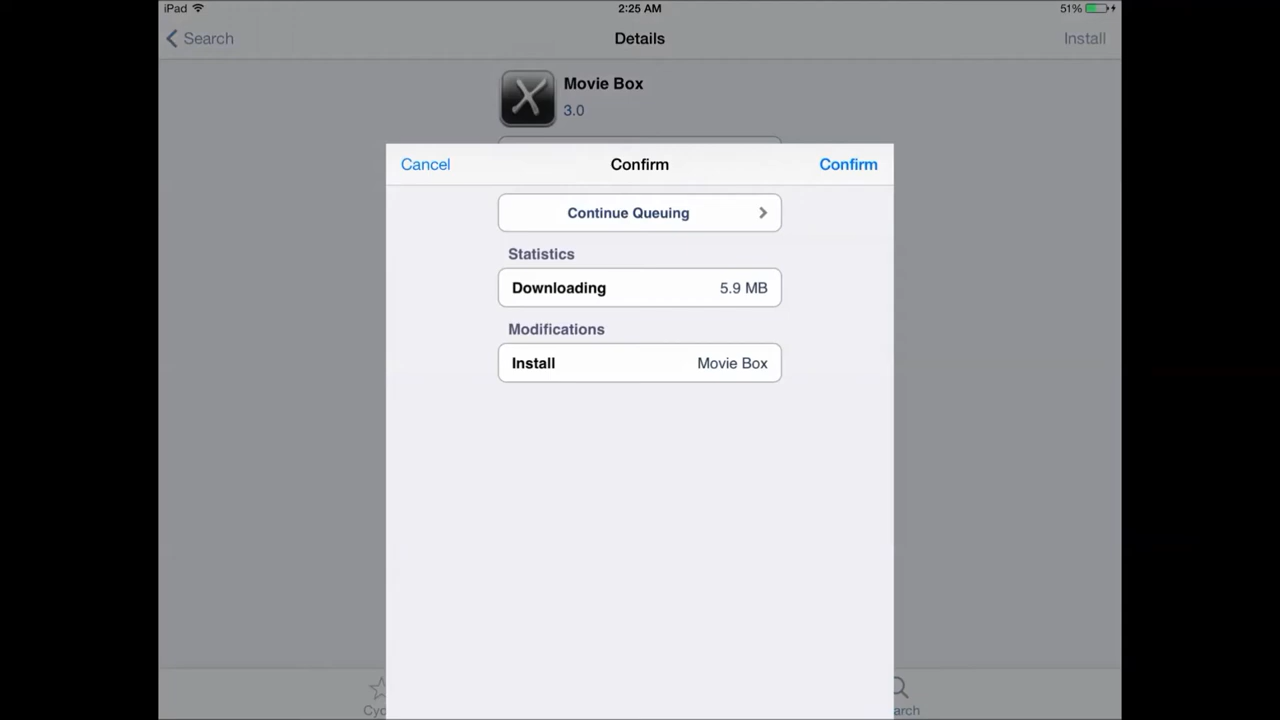 iPad 2:25 AM 51%
Search Details Install
Movie Box
3.0
Cancel Confirm Confirm
Continue Queuing
Statistics
Downloading 5.9 MB
Modifications
Install Movie Box